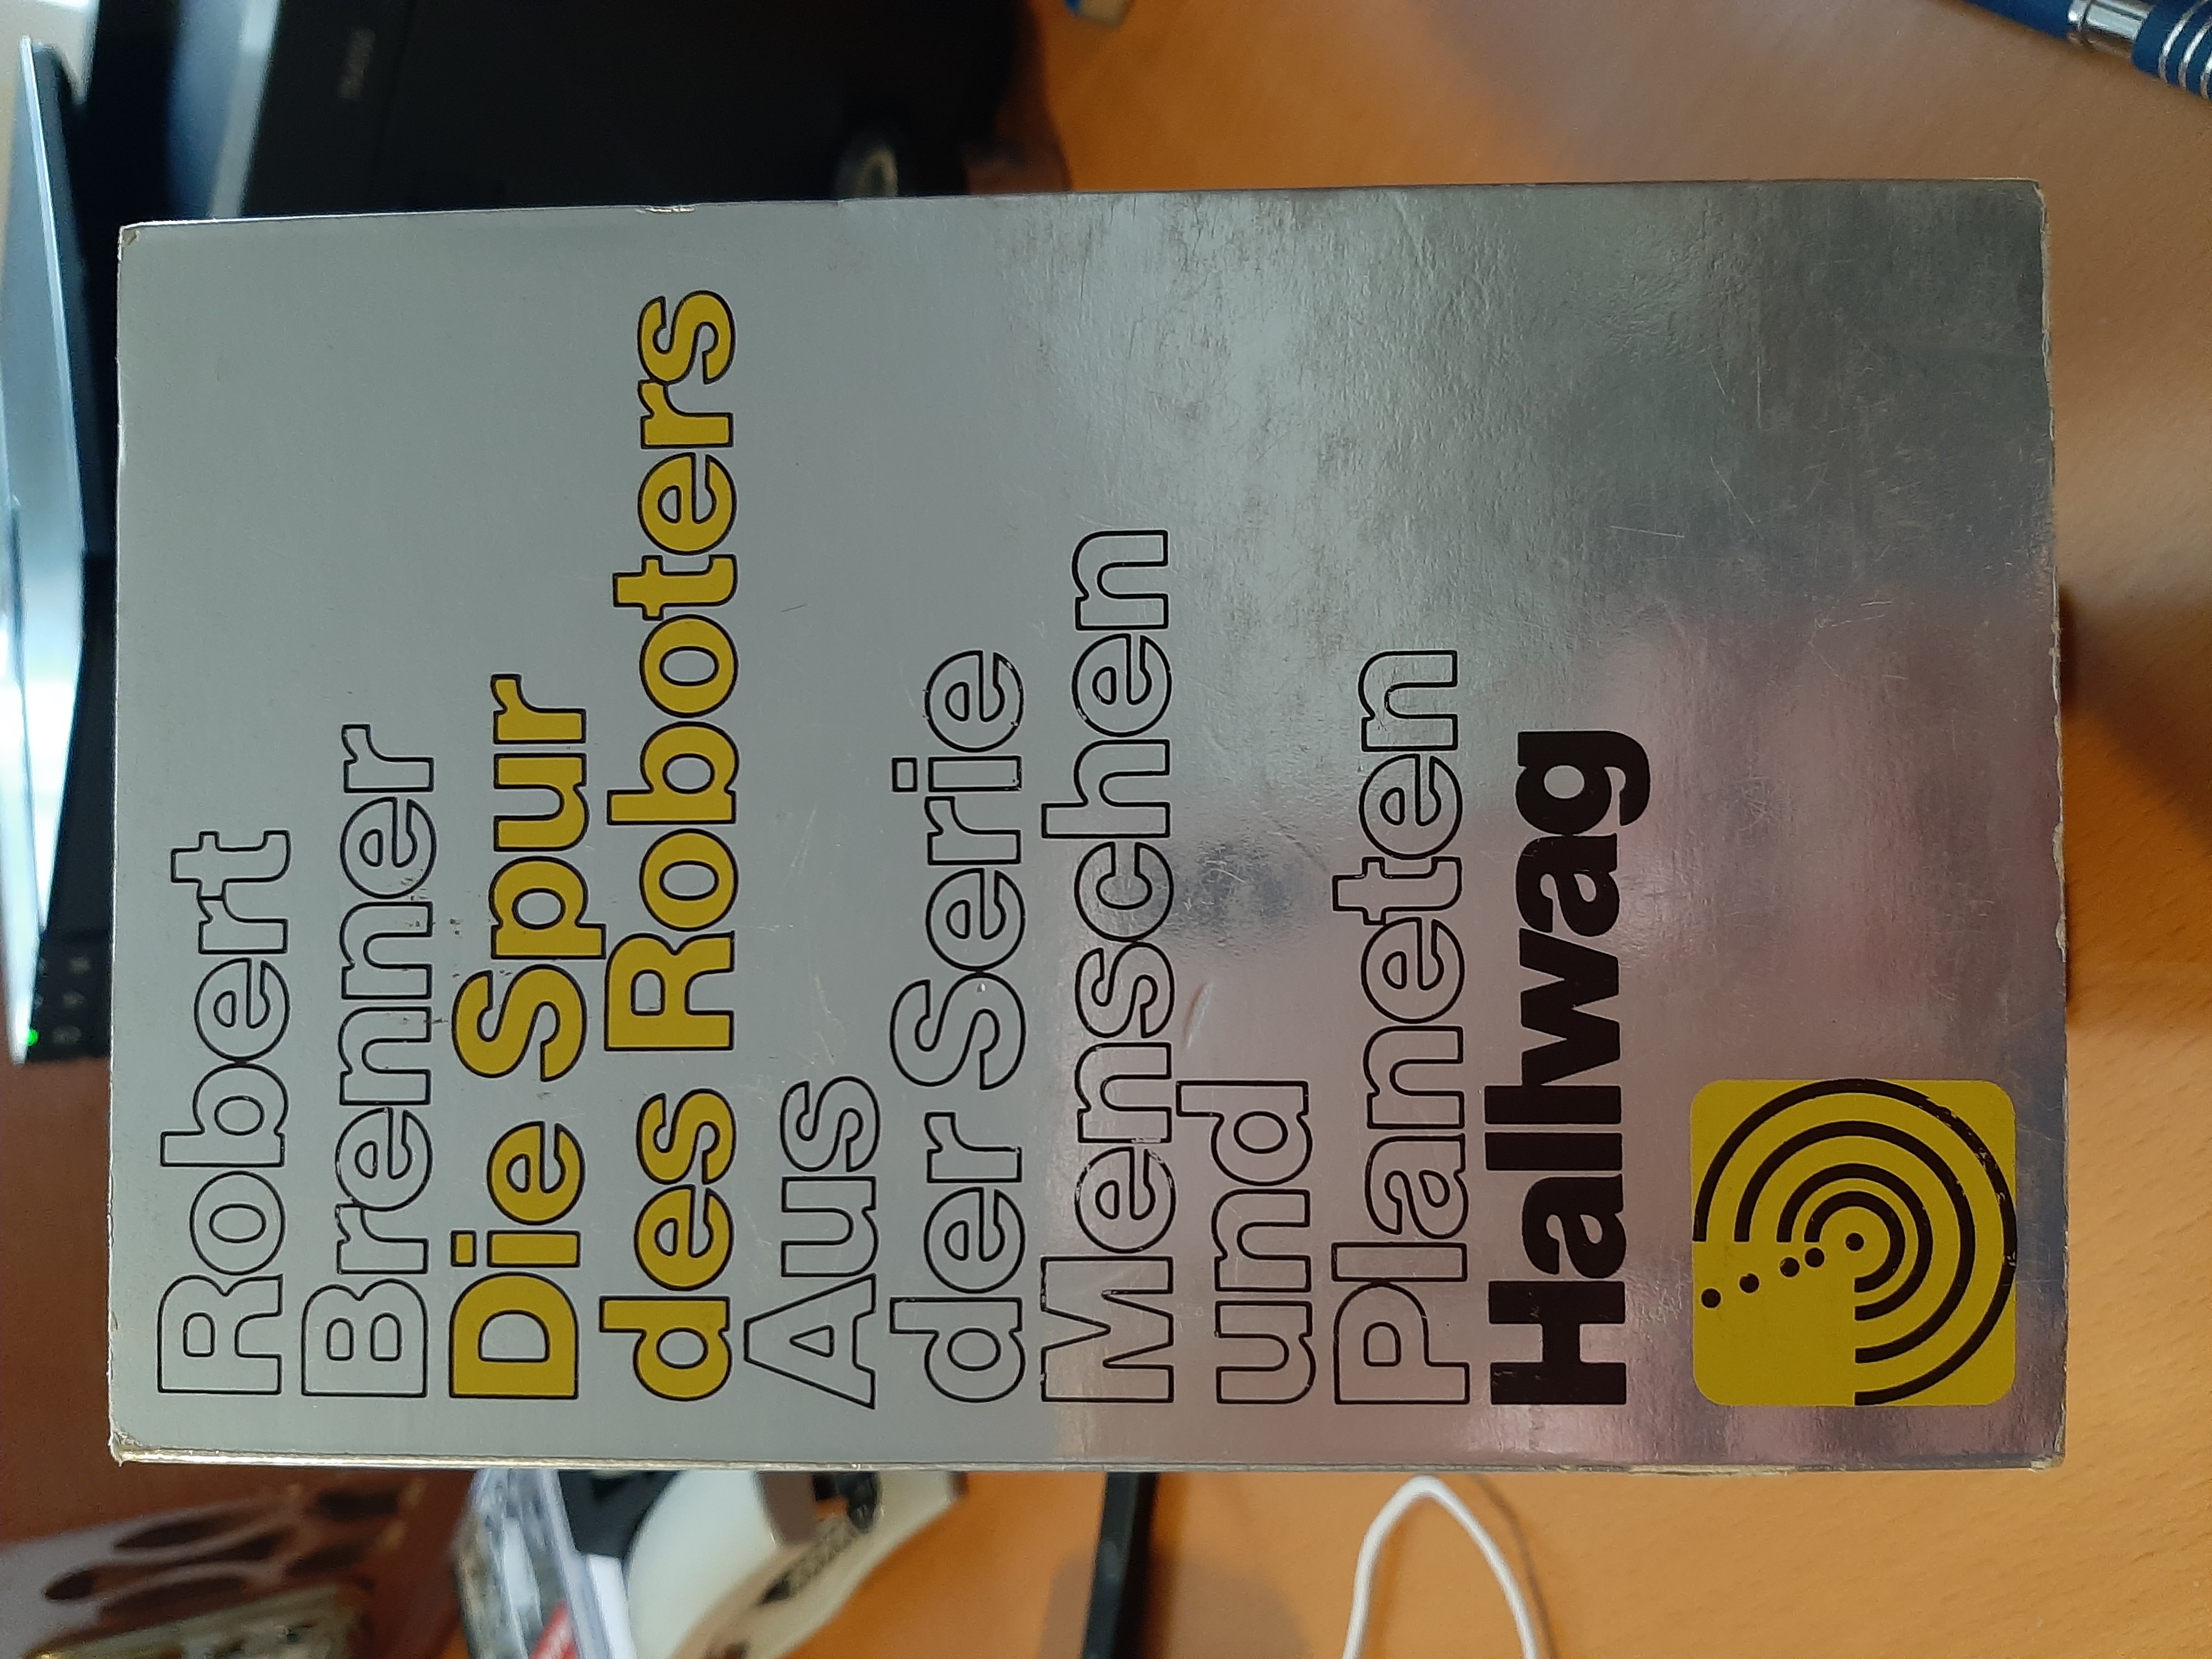 Robert
Brenner
Die Spur
des Roboters
Aus
der Serie
Menschen
und
Planeten
Hallwag